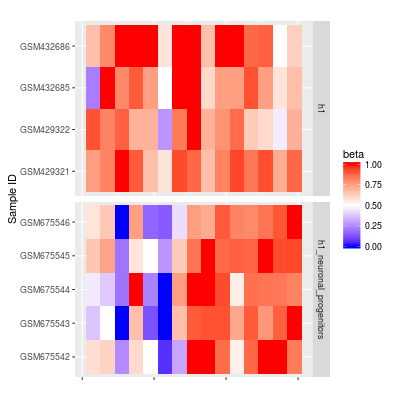 GSM432686
GSM432685
GSM429322
GSM429321
h1
GSM675546
GSM675545
GSM675544
GSM675543
GSM675542
h1_neuronal_progenitors
Sample ID
beta
1.00
0.75
0.50
0.25
0.00